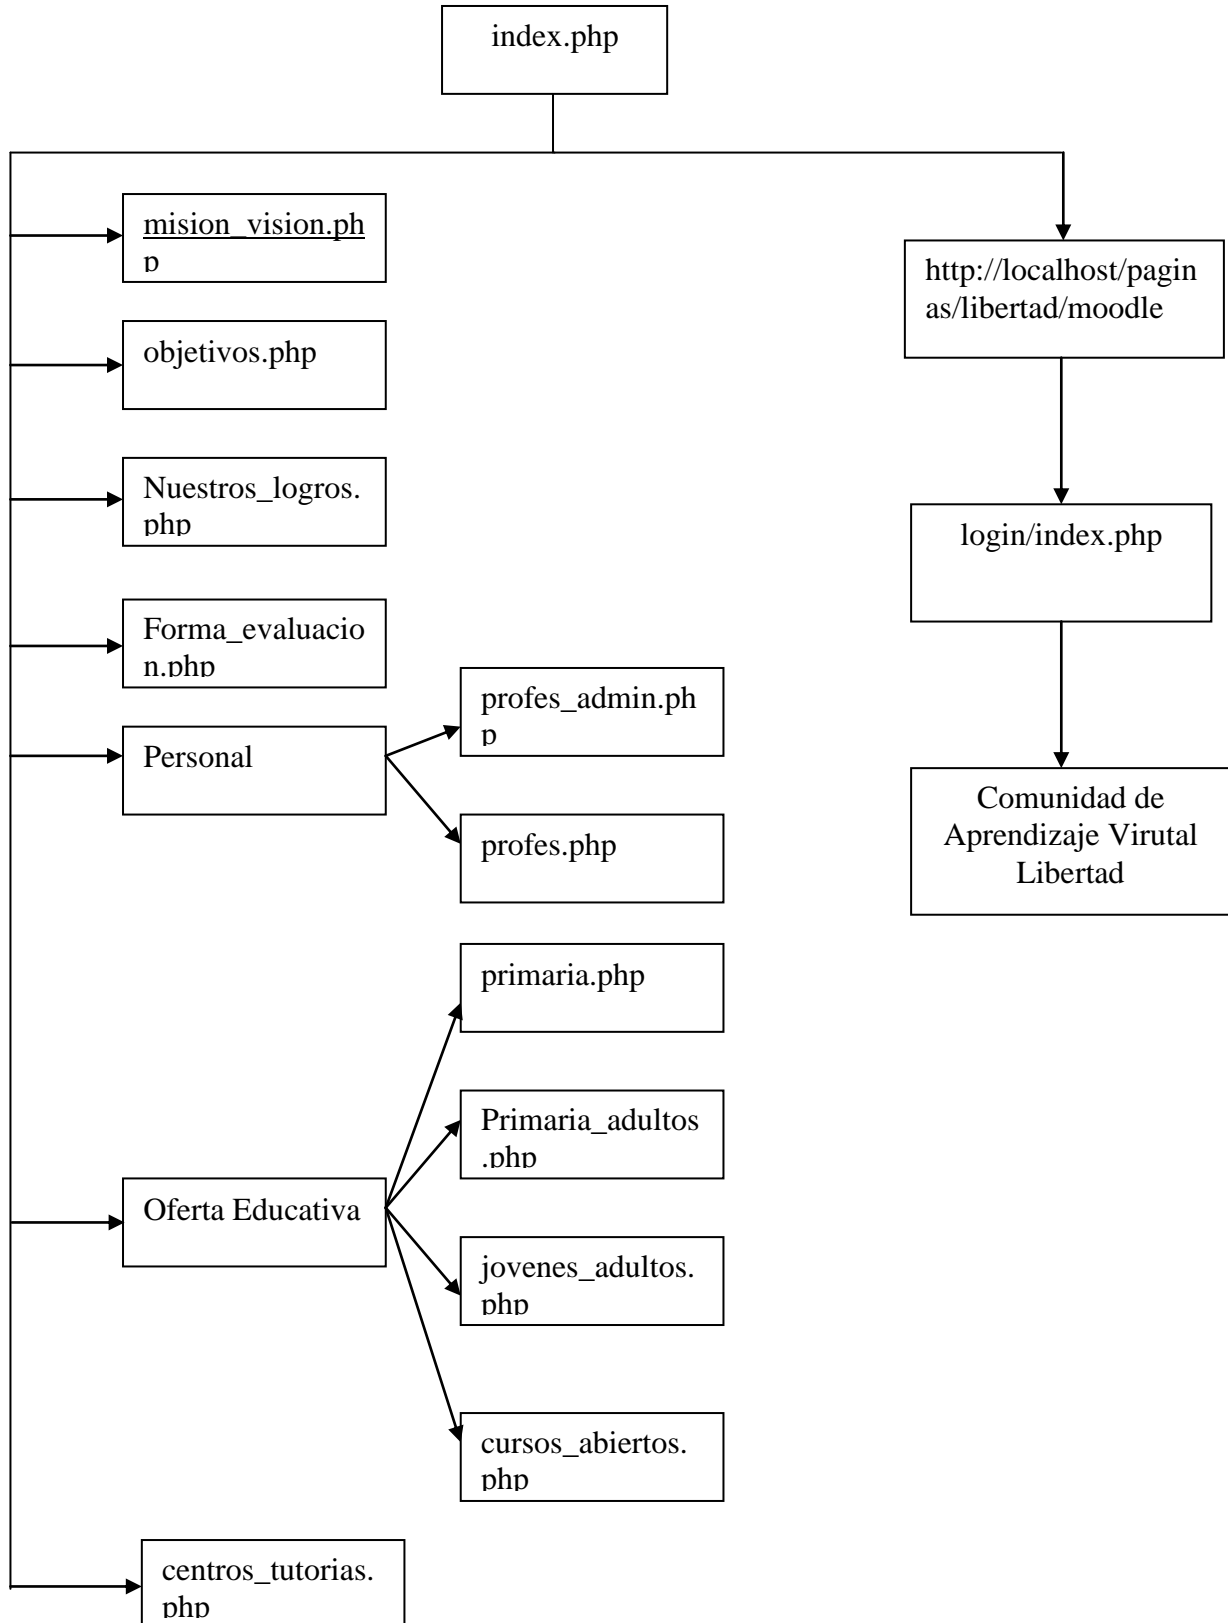 index.php
mision_vision.ph
p
objetivos.php
Nuestros_logros.
php
Forma_evaluacion
n.php
Personal
profes_admin.ph
p
profes.php
primaria.php
Primaria_adultos
.php
Oferta Educativa
jovenes_adultos.
php
cursos_abiertos.
php
centros_tutorias.
php
http://localhost/pagin
as/libertad/moodle
login/index.php
Comunidad de
Aprendizaje Virutal
Libertad